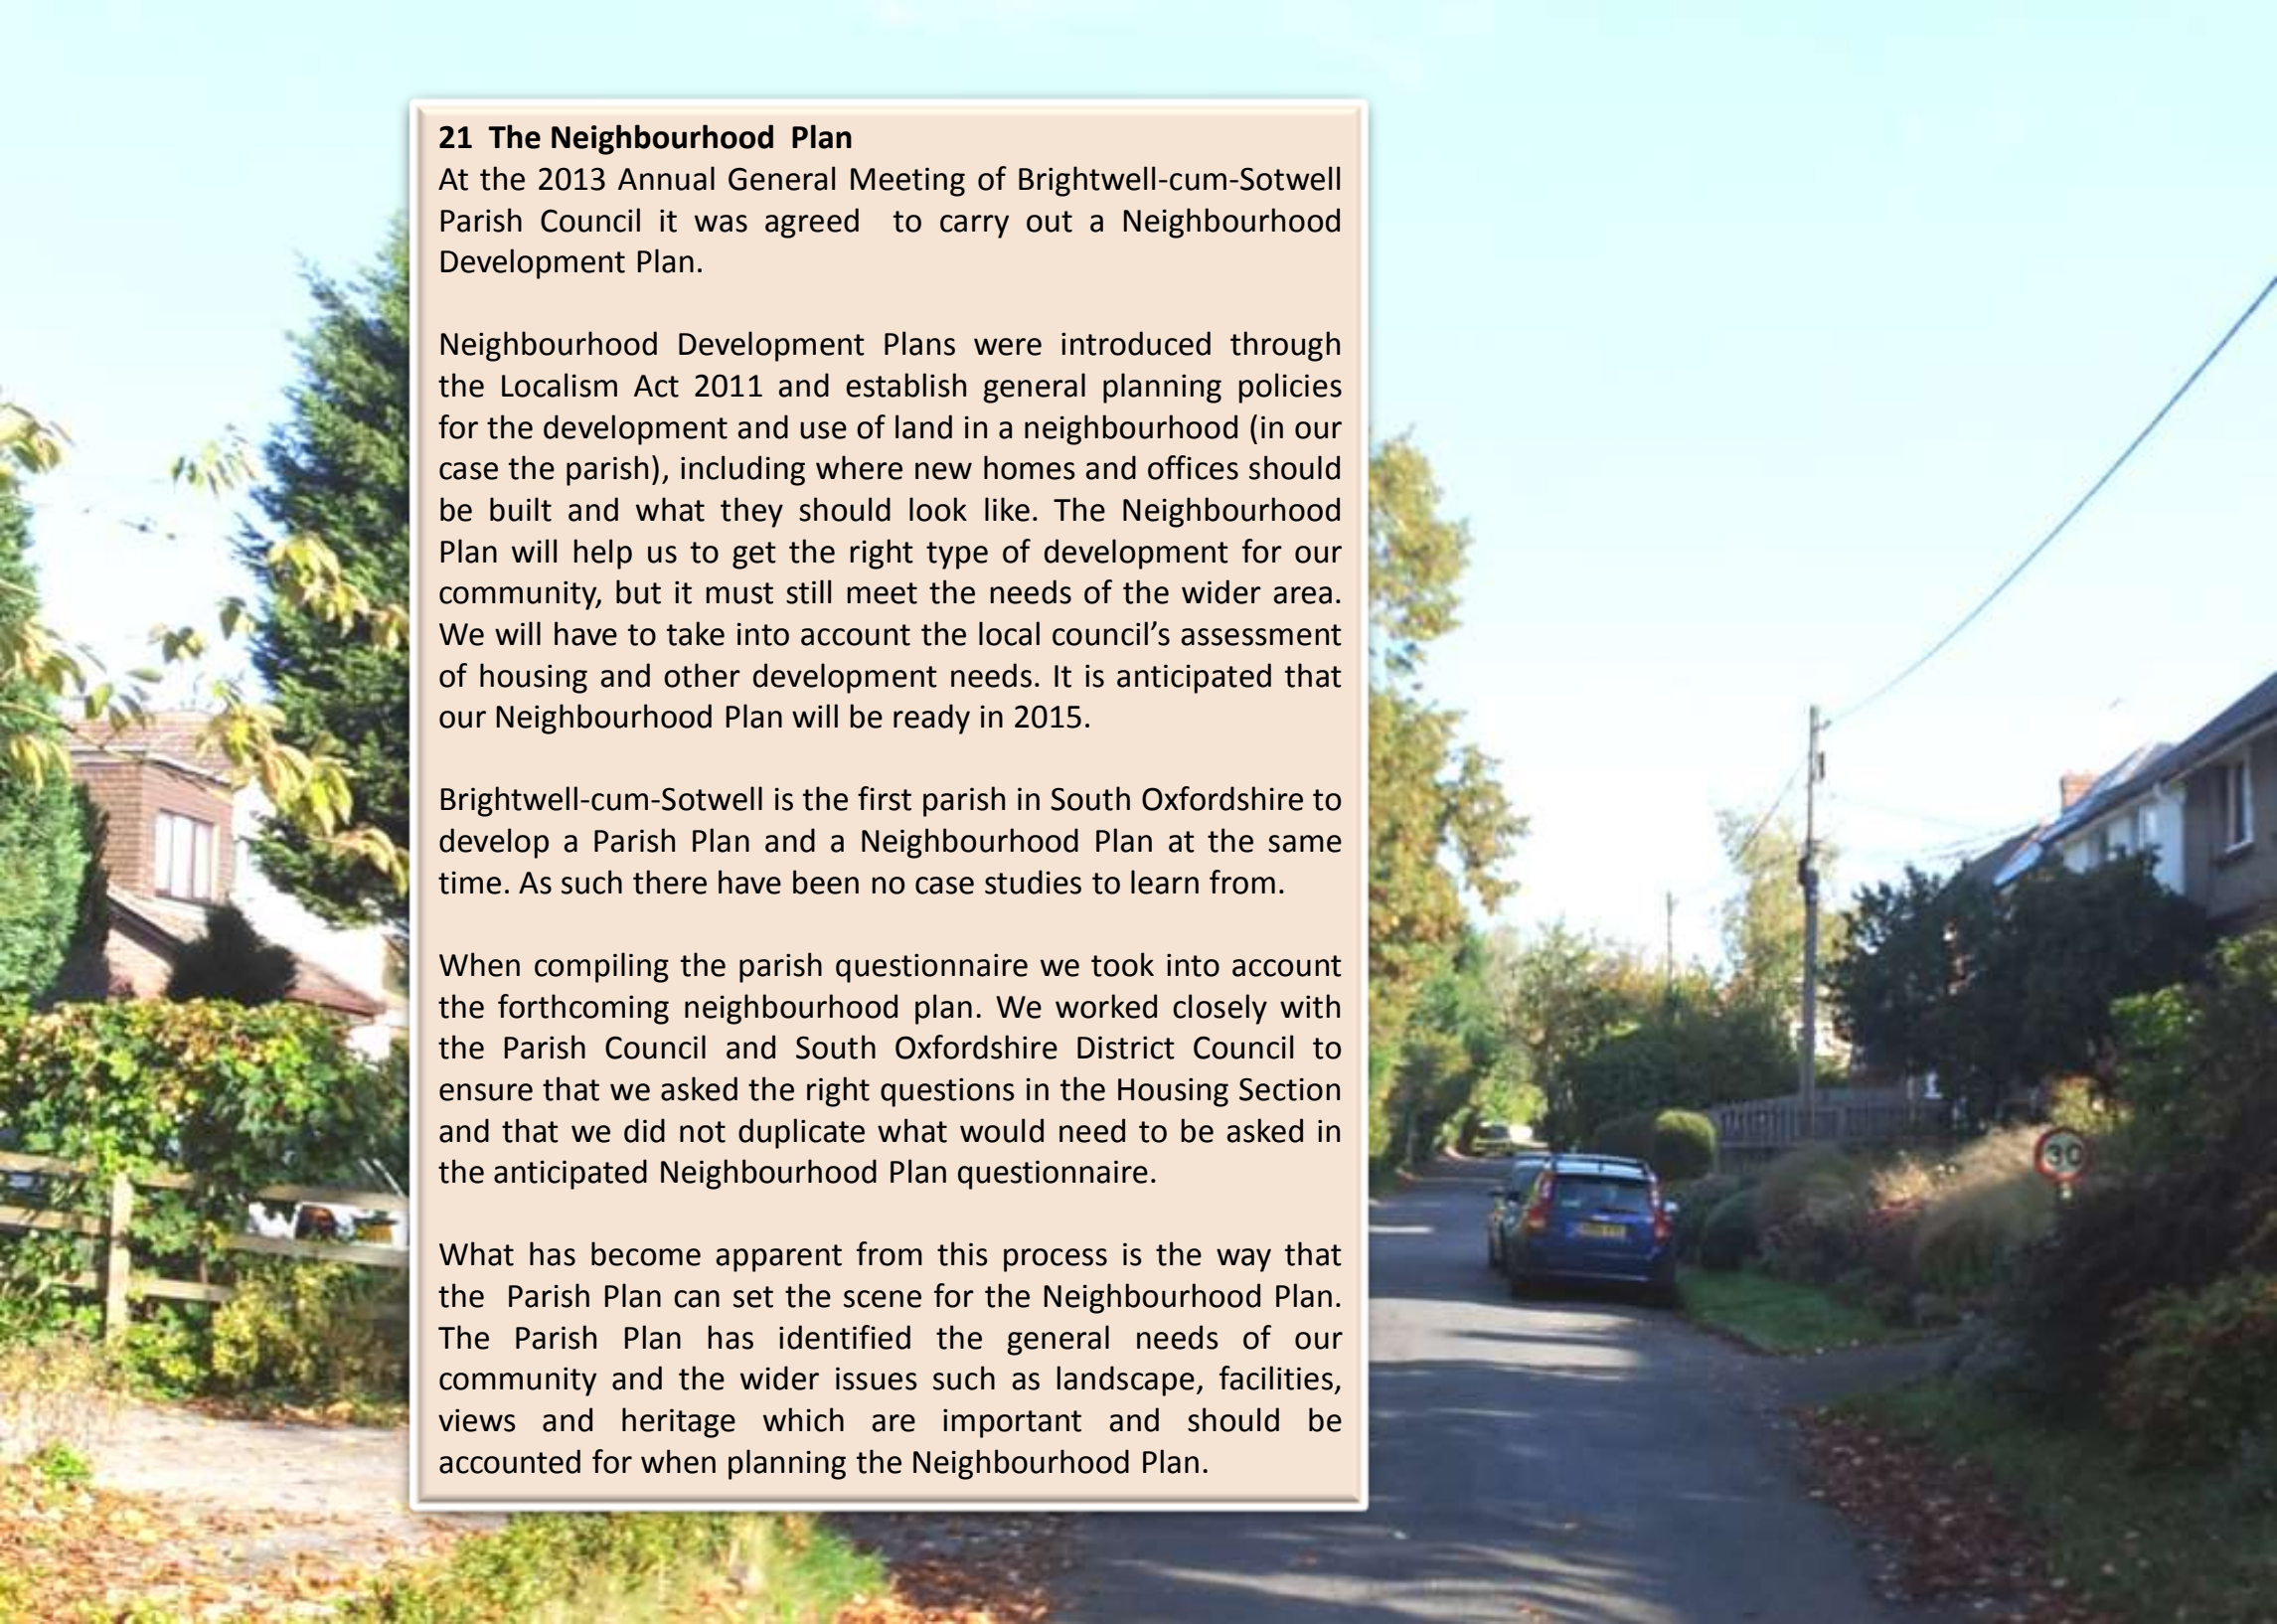 21 The Neighbourhood Plan
At the 2013 Annual General Meeting of Brightwell-cum-Sotwell
Parish Council it was agreed to carry out a Neighbourhood
Development Plan.
Neighbourhood Development Plans were introduced through
the Localism Act 2011 and establish general planning policies
for the development and use of land in a neighbourhood (in our
case the parish), including where new homes and offices should
be built and what they should look like. The Neighbourhood
Plan will help us to get the right type of development for our
community, but it must still meet the needs of the wider area.
We will have to take into account the local council’s assessment
of housing and other development needs. It is anticipated that
our Neighbourhood Plan will be ready in 2015.
Brightwell-cum-Sotwell is the first parish in South Oxfordshire to
develop a Parish Plan and a Neighbourhood Plan at the same
time. As such there have been no case studies to learn from.
When compiling the parish questionnaire we took into account
the forthcoming neighbourhood plan. We worked closely with
the Parish Council and South Oxfordshire District Council to
ensure that we asked the right questions in the Housing Section
and that we did not duplicate what would need to be asked in
the anticipated Neighbourhood Plan questionnaire.
What has become apparent from this process is the way that
the Parish Plan can set the scene for the Neighbourhood Plan.
The Parish Plan has identified the general needs of our
community and the wider issues such as landscape, facilities,
views and heritage which are important and should be
accounted for when planning the Neighbourhood Plan.
30